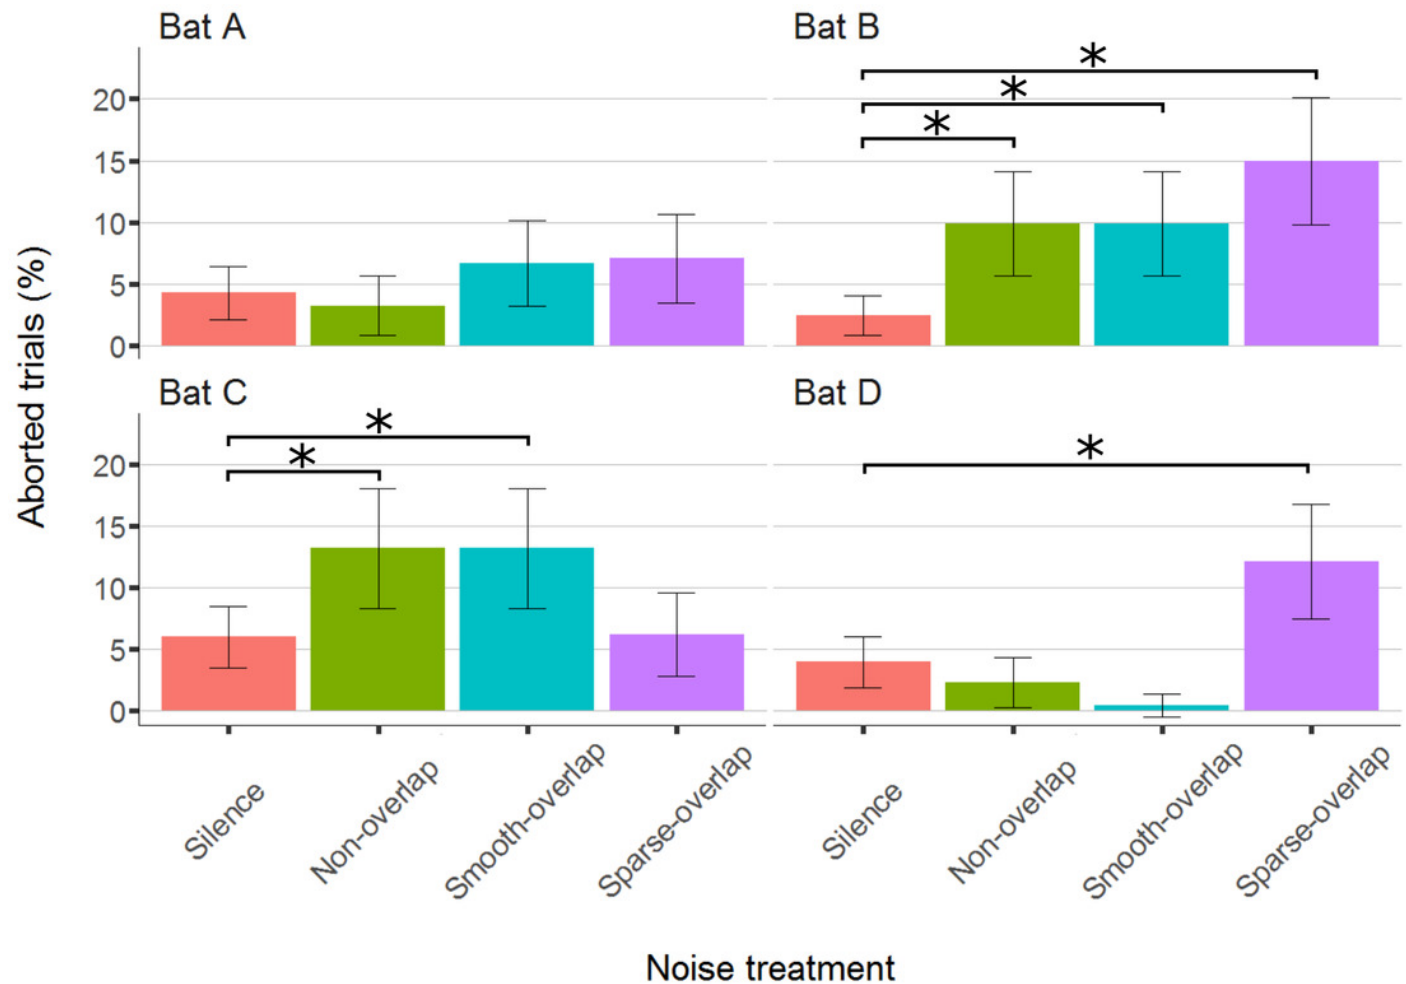 Bat A
Bat B
*
*
*
20
15
10
5
0
Bat C
Bat D
*
*
*
20
15
10
5
0
Aborted trials (%)
Silence
Non-overlap
Smooth-overlap
Sparse-overlap
Silence
Non-overlap
Smooth-overlap
Sparse-overlap
Noise treatment